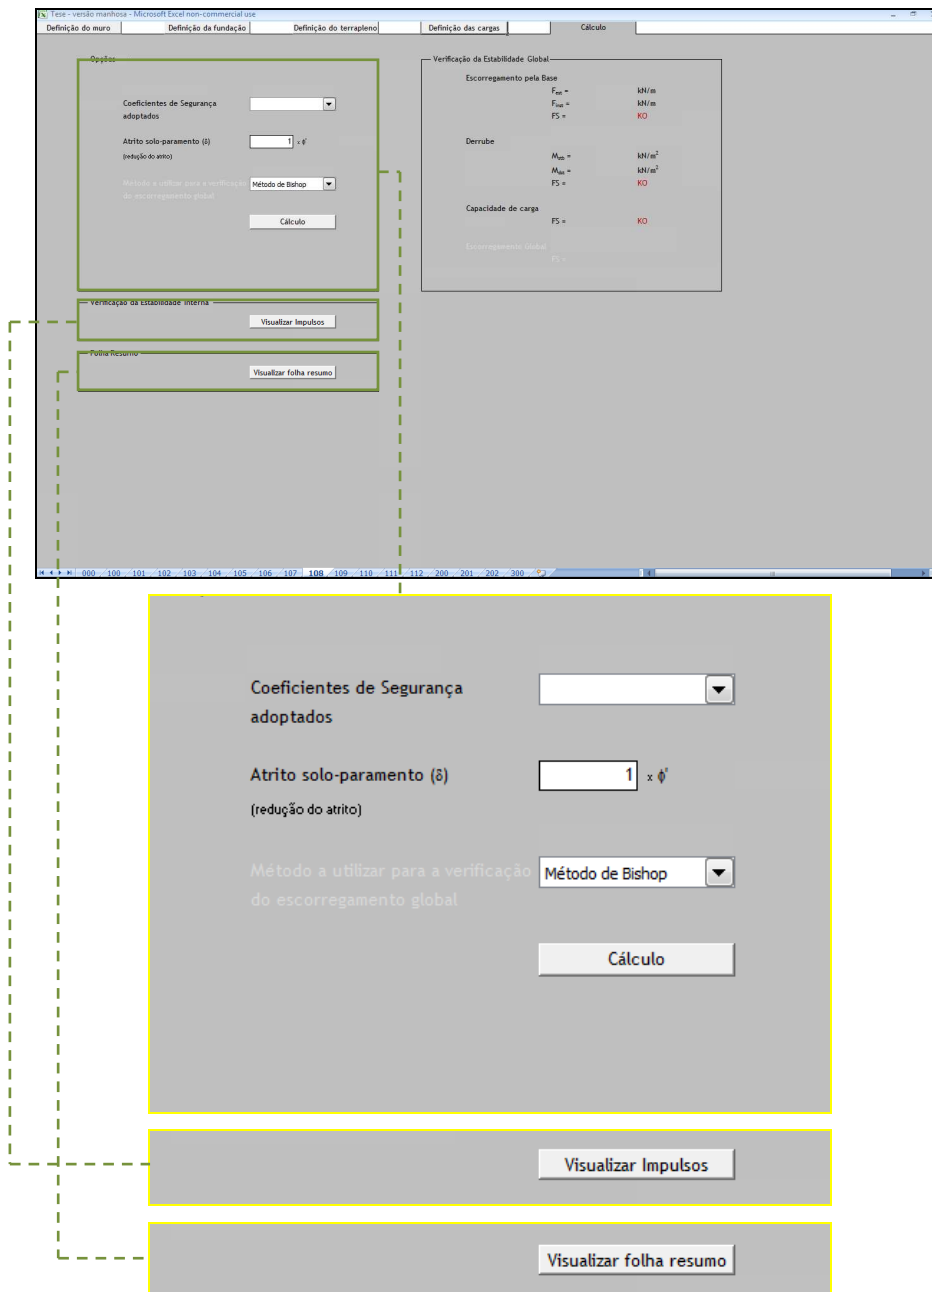 Tese - versão manhosa - Microsoft Excel non-commercial use
Definição do muro
Definição da fundação
Definição do terrapleno
Definição das cargas
Cálculo
Opções
Coeficientes de Segurança
adoptados
Atrito solo-paramento (δ)
1 x ϕ'
(redução do atrito)
Método a utilizar para a verificação
Método de Bishop
do escorregamento global
Cálculo
Verificação da Estabilidade Interna
Visualizar Impulsos
Folha Resumo
Visualizar folha resumo
Verificação da Estabilidade Global
Escorregamento pela Base
kN/m
kN/m
FS = KO
Derrube
kN/m²
kN/m²
FS = KO
Capacidade de carga
FS = KO
Escorregamento Global
FS =
000 100 101 102 103 104 105 106 107 108 109 110 111 112 200 201 202 300
Coeficientes de Segurança
adoptados
Atrito solo-paramento (δ)
1 x ϕ'
(redução do atrito)
Método a utilizar para a verificação
Método de Bishop
do escorregamento global
Cálculo
Visualizar Impulsos
Visualizar folha resumo